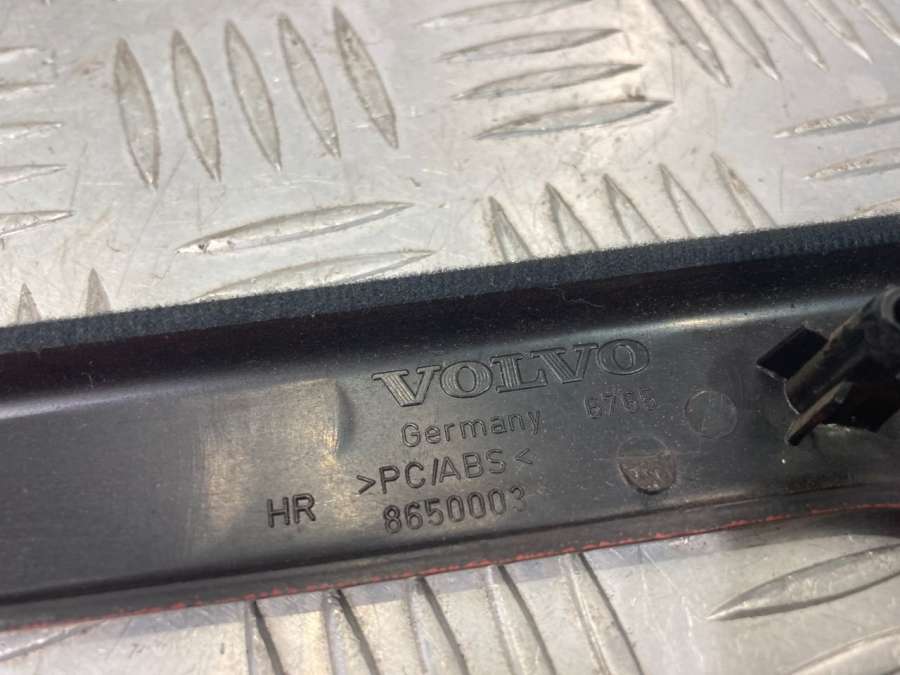 VOLVO
Germany 6765
>PC/ABS<
HR 8650003